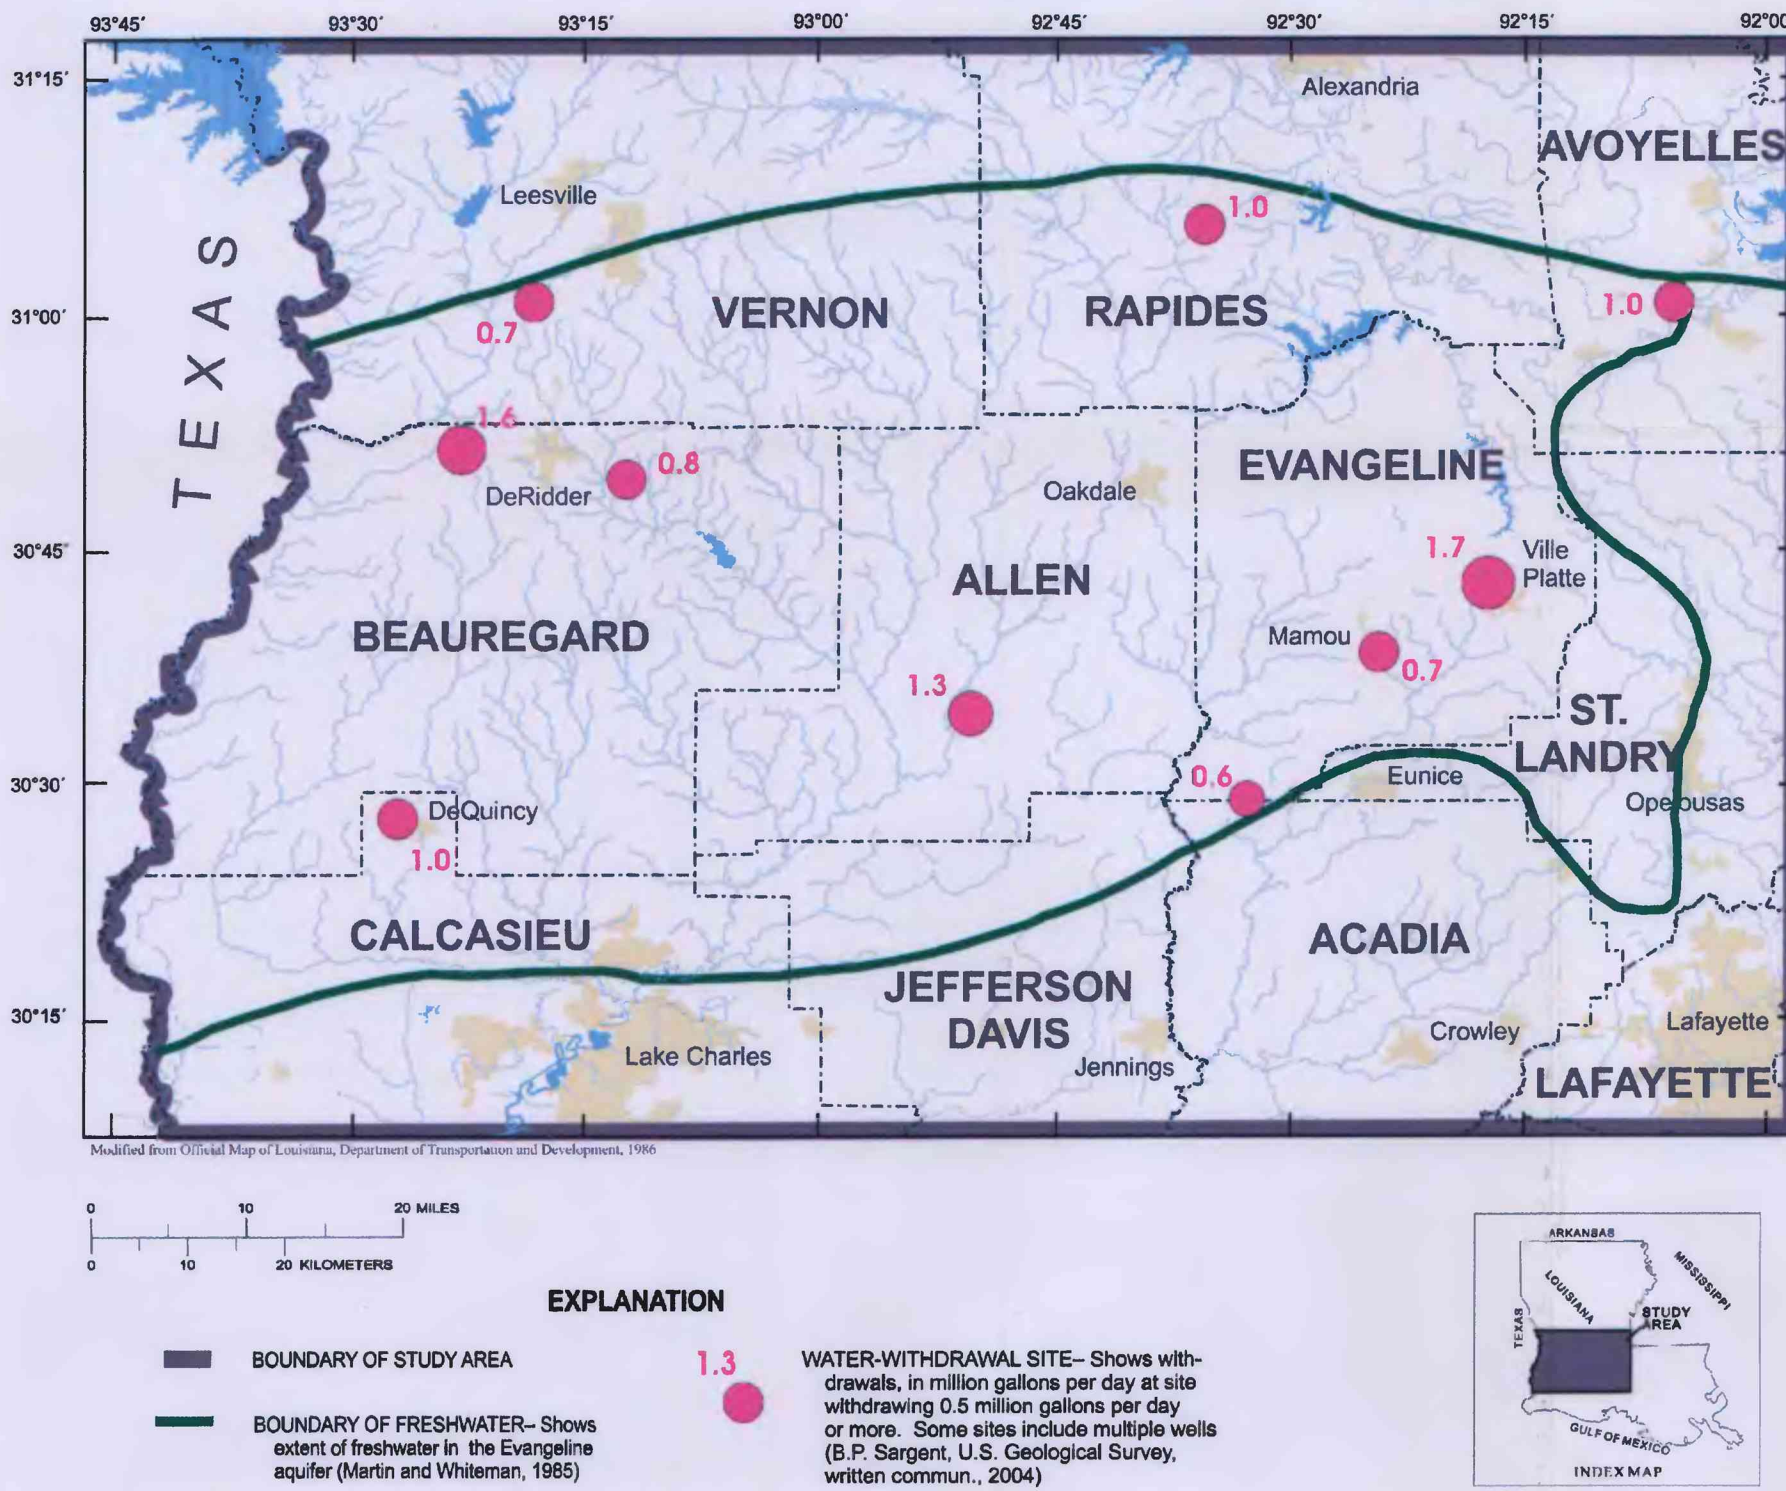 93°45′ 93°30′ 93°15′ 93°00′ 92°45′ 92°30′ 92°15′ 92°00
31°15′
Alexandria
AVOYELLES
Leesville
1.0
TEXAS
VERNON
RAPIDES
1.0
31°00′
0.7
1.6
0.8
EVANGELINE
DeRidder
Oakdale
30°45′
1.7
Ville
Platte
ALLEN
BEAUREGARD
Mamou
0.7
1.3
ST.
LANDRY
30°30′
0.6
Eunice
Opelousas
DeQuincy
1.0
CALCASIEU
ACADIA
JEFFERSON
DAVIS
30°15′
Lake Charles
Jennings
Crowley
Lafayette
LAFAYETTE
Modified from Official Map of Louisiana, Department of Transportation and Development, 1986
0 10 20 MILES
0 10 20 KILOMETERS
EXPLANATION
BOUNDARY OF STUDY AREA
BOUNDARY OF FRESHWATER– Shows
extent of freshwater in the Evangeline
aquifer (Martin and Whiteman, 1985)
1.3
WATER-WITHDRAWAL SITE– Shows with-
drawals, in million gallons per day at site
withdrawing 0.5 million gallons per day
or more. Some sites include multiple wells
(B.P. Sargent, U.S. Geological Survey,
written commun., 2004)
ARKANSAS
MISSISSIPPI
LOUISIANA
TEXAS
STUDY
AREA
GULF OF MEXICO
INDEX MAP